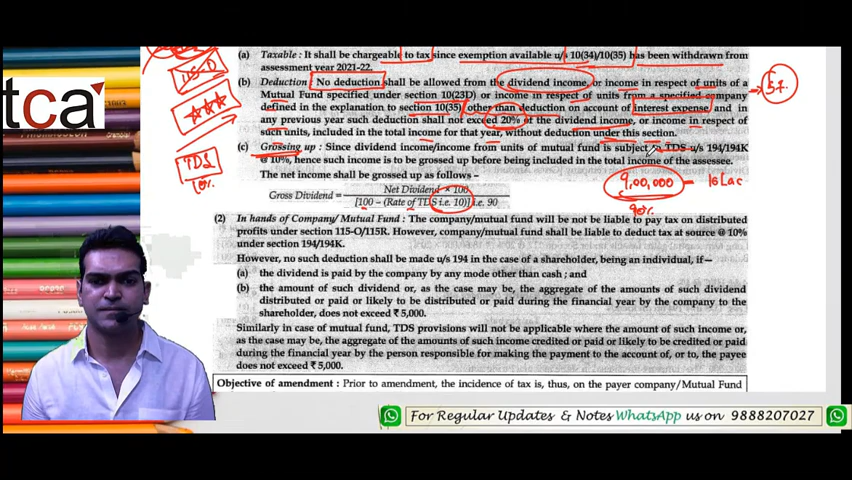 (a) Taxable : It shall be chargeable to tax since exemption available u/s 10(34)/10(35) has been withdrawn from
assessment year 2021-22.
(b) Deduction : No deduction shall be allowed from the dividend income, or income in respect of units of a
Mutual Fund specified under section 10(23D) or income in respect of units from a specified company
defined in the explanation to section 10(35) other than deduction on account of interest expense and in
any previous year such deduction shall not exceed 20% of the dividend income, or income in respect of
such units, included in the total income for that year, without deduction under this section.
(c) Grossing up : Since dividend income/income from units of mutual fund is subject to TDS u/s 194/194K
@ 10%, hence such income is to be grossed up before being included in the total income of the assessee.
The net income shall be grossed up as follows –
Gross Dividend = Net Dividend × 100
[100 – (Rate of TDS i.e. 10)] i.e. 90
(2) In hands of Company/ Mutual Fund : The company/mutual fund will be not be liable to pay tax on distributed
profits under section 115-O/115R. However, company/mutual fund shall be liable to deduct tax at source @ 10%
under section 194/194K.
However, no such deduction shall be made u/s 194 in the case of a shareholder, being an individual, if—
(a) the dividend is paid by the company by any mode other than cash ; and
(b) the amount of such dividend or, as the case may be, the aggregate of the amounts of such dividend
distributed or paid or likely to be distributed or paid during the financial year by the company to the
shareholder, does not exceed ₹ 5,000.
Similarly in case of mutual fund, TDS provisions will not be applicable where the amount of such income or,
as the case may be, the aggregate of the amounts of such income credited or paid or likely to be credited or paid
during the financial year by the person responsible for making the payment to the account of, or to, the payee
does not exceed ₹ 5,000.
Objective of amendment : Prior to amendment, the incidence of tax is, thus, on the payer company/Mutual Fund
tca
TDS
10%
9,00,000 – 10 Lac
90%
For Regular Updates & Notes WhatsApp us on 9888207027